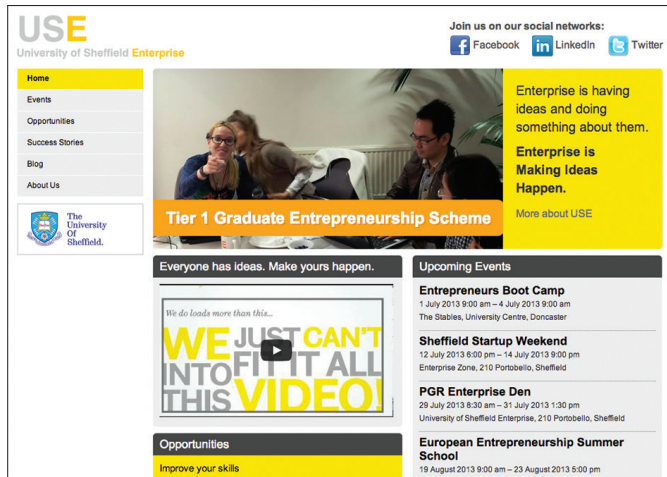 USE
University of Sheffield Enterprise
Join us on our social networks:
Facebook
LinkedIn
Twitter
Home
Events
Opportunities
Success Stories
Blog
About Us
The
University
Of
Sheffield.
Tier 1 Graduate Entrepreneurship Scheme
Enterprise is having
ideas and doing
something about them.
Enterprise is
Making Ideas
Happen.
More about USE
Everyone has ideas. Make yours happen.
We do loads more than this...
WE JUST CAN'T
INTO FIT IT ALL
THIS VIDEO!
Opportunities
Improve your skills
Upcoming Events
Entrepreneurs Boot Camp
1 July 2013 9:00 am – 4 July 2013 9:00 am
The Stables, University Centre, Doncaster
Sheffield Startup Weekend
12 July 2013 6:00 pm – 14 July 2013 9:00 pm
Enterprise Zone, 210 Portobello, Sheffield
PGR Enterprise Den
29 July 2013 8:30 am – 31 July 2013 1:30 pm
University of Sheffield Enterprise, 210 Portobello, Sheffield
European Entrepreneurship Summer
School
19 August 2013 9:00 am – 23 August 2013 5:00 pm